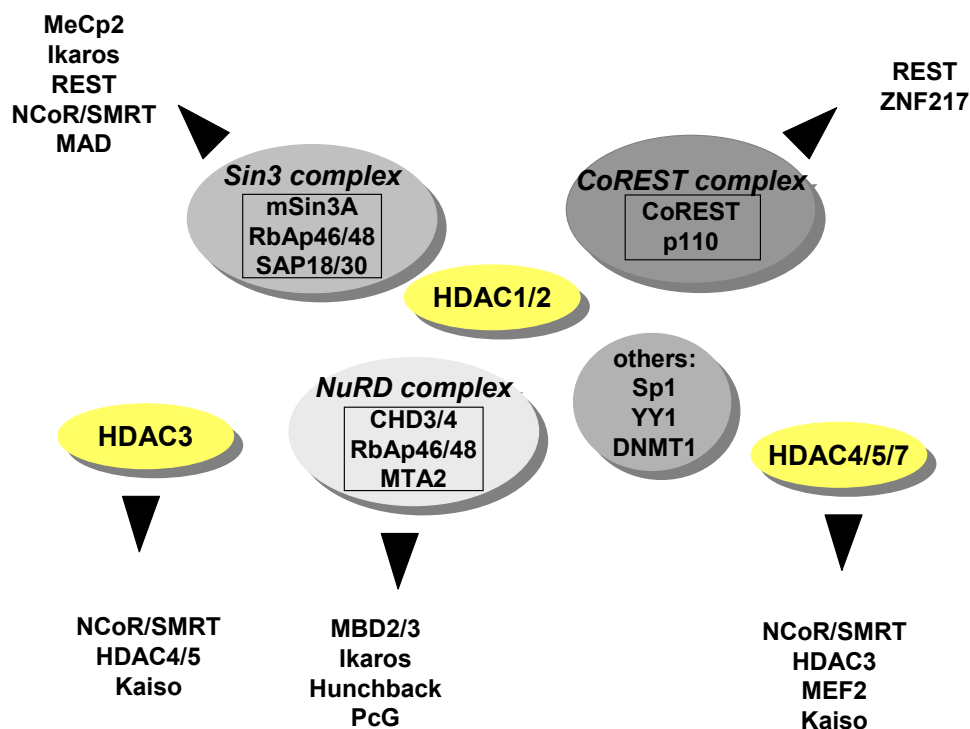 MeCp2
Ikaros
REST
NCoR/SMRT
MAD
REST
ZNF217
Sin3 complex
mSin3A
RbAp46/48
SAP18/30
CoREST complex
CoREST
p110
HDAC1/2
others:
Sp1
YY1
DNMT1
NuRD complex
CHD3/4
RbAp46/48
MTA2
HDAC3
HDAC4/5/7
NCoR/SMRT
HDAC4/5
Kaiso
MBD2/3
Ikaros
Hunchback
PcG
NCoR/SMRT
HDAC3
MEF2
Kaiso